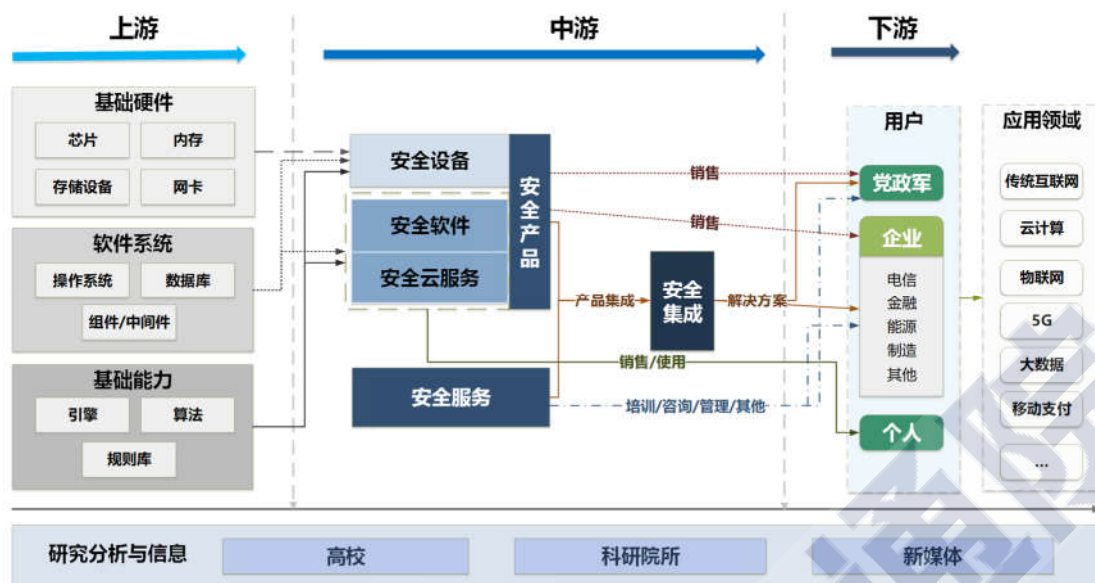 上游
中游
下游
基础硬件
芯片
内存
存储设备
网卡
软件系统
操作系统
数据库
组件/中间件
基础能力
引擎
算法
规则库
安全设备
安全软件
安全云服务
安全产品
安全服务
产品集成
安全
集成
解决方案
销售
销售
销售/使用
培训/咨询/管理/其他
用户
党政军
企业
电信
金融
能源
制造
其他
个人
应用领域
传统互联网
云计算
物联网
5G
大数据
移动支付
...
研究分析与信息
高校
科研院所
新媒体